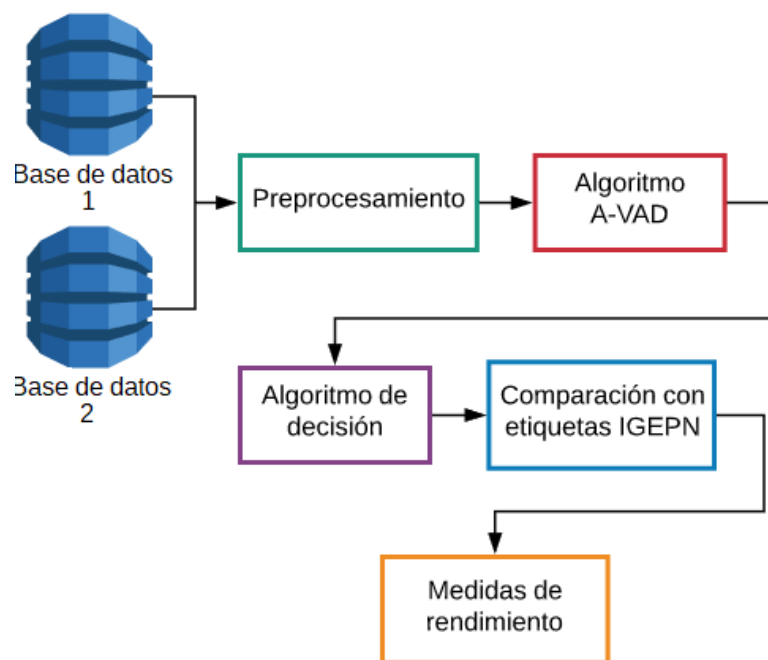 Base de datos
1
Preprocesamiento
Algoritmo
A-VAD
Base de datos
2
Algoritmo de
decisión
Comparación con
etiquetas IGEPN
Medidas de
rendimiento